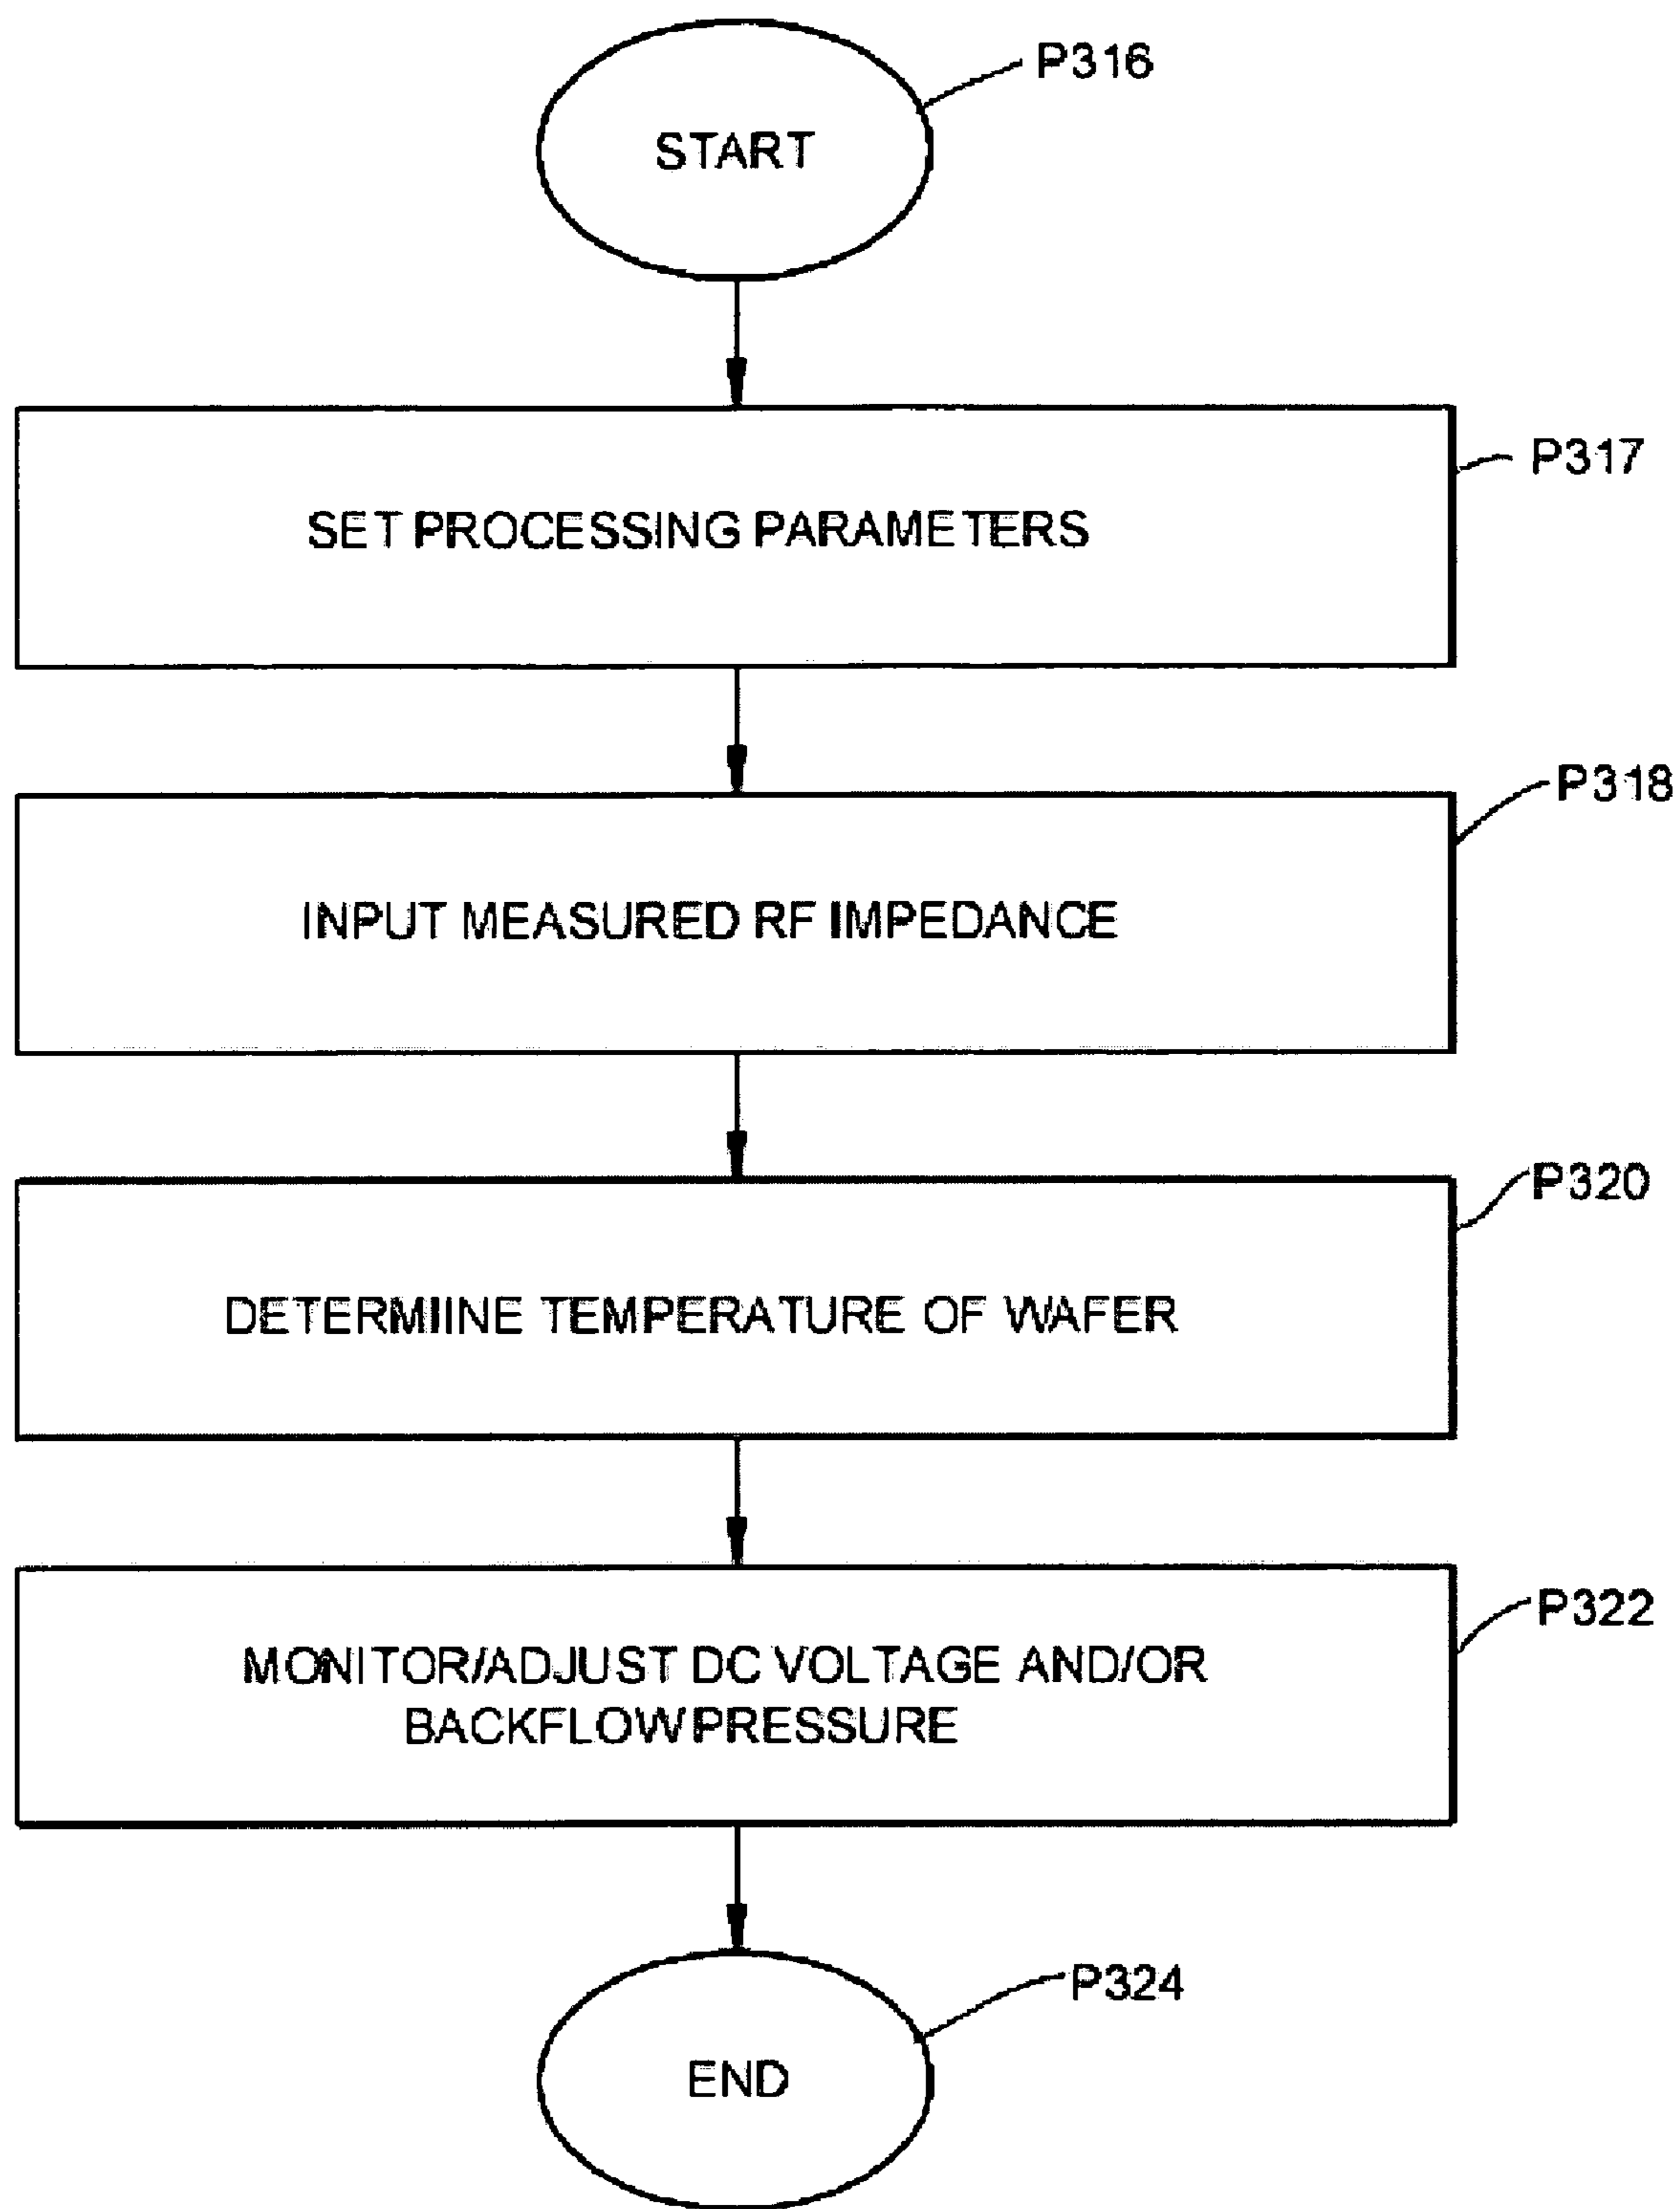 P316
START
P317
SET PROCESSING PARAMETERS
P318
INPUT MEASURED RF IMPEDANCE
P320
DETERMIINE TEMPERATURE OF WAFER
P322
MONITOR/ADJUST DC VOLTAGE AND/OR
BACKFLOW PRESSURE
P324
END